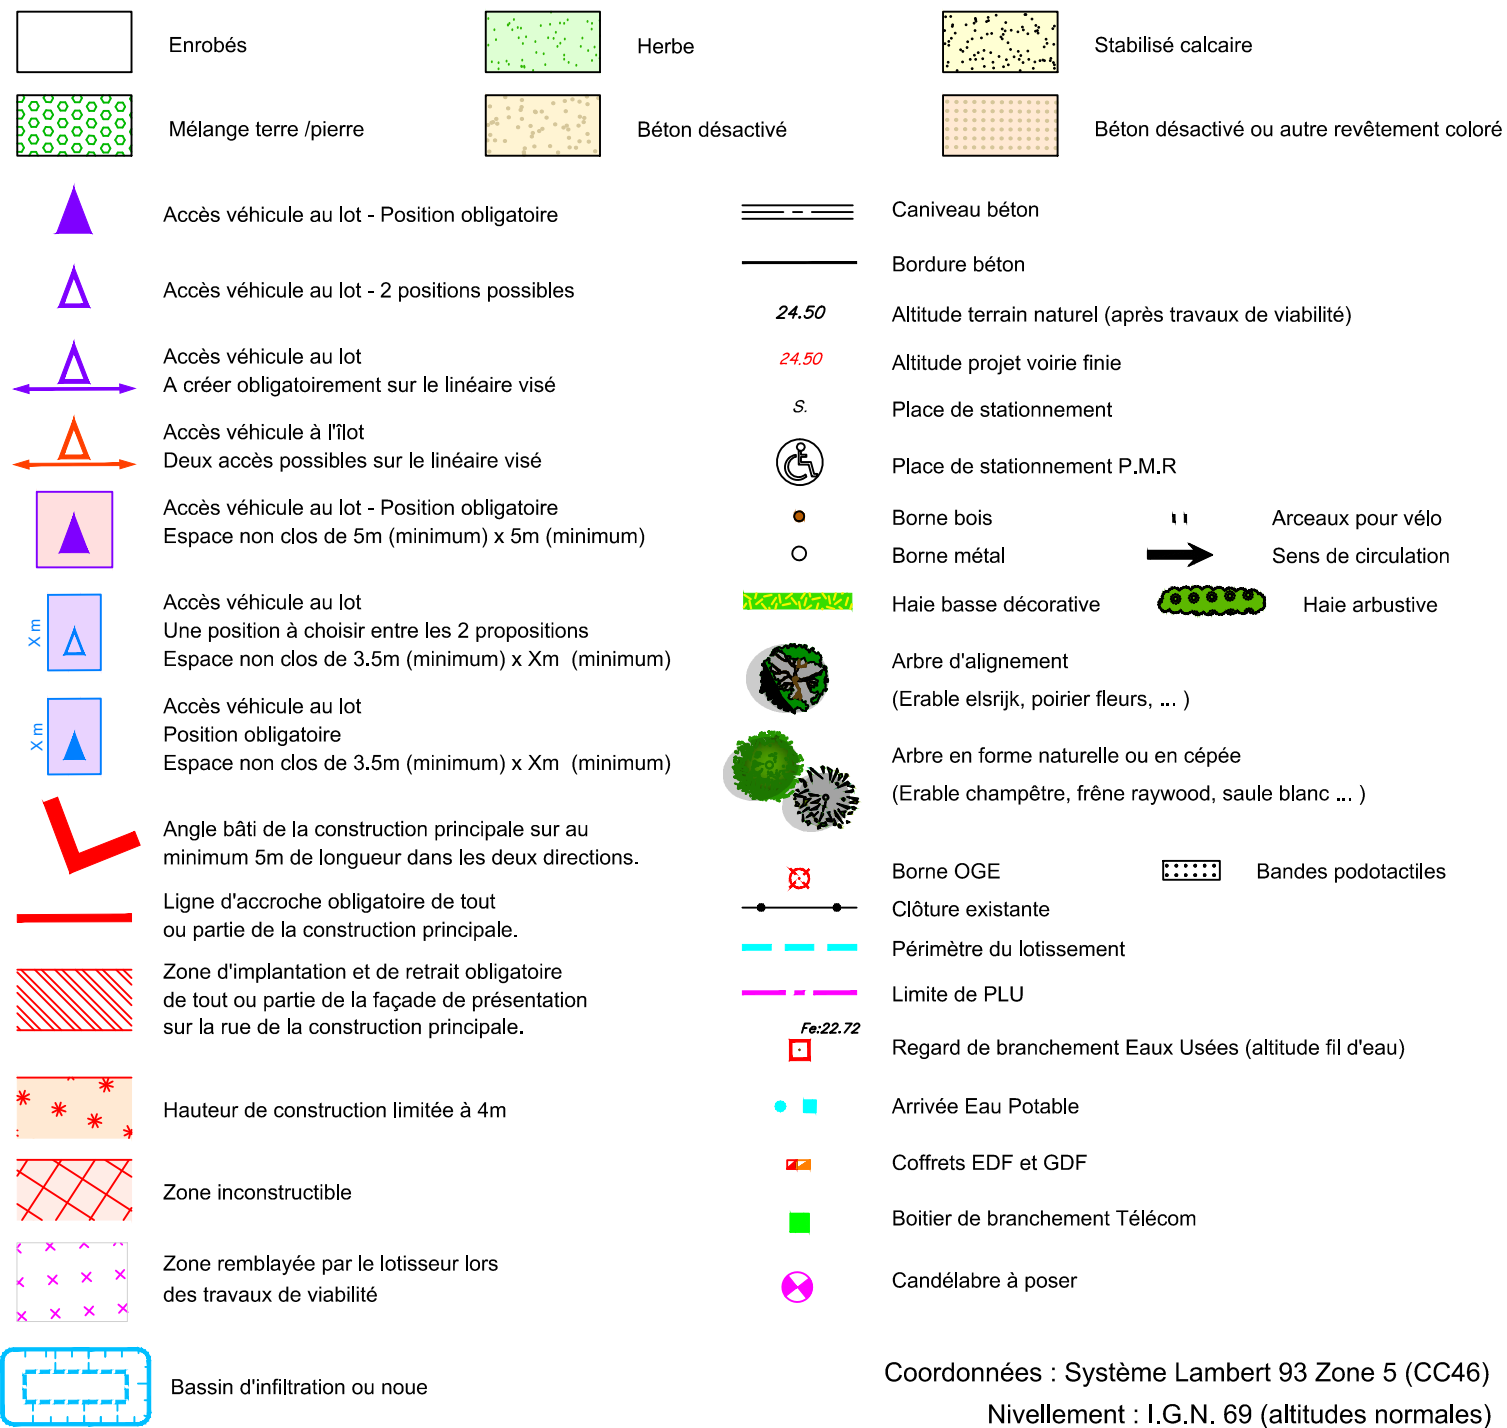 Enrobés
Herbe
Stabilisé calcaire
Mélange terre /pierre
Béton désactivé
Béton désactivé ou autre revêtement coloré
Accès véhicule au lot - Position obligatoire
Accès véhicule au lot - 2 positions possibles
Accès véhicule au lot
A créer obligatoirement sur le linéaire visé
Accès véhicule à l'îlot
Deux accès possibles sur le linéaire visé
Accès véhicule au lot - Position obligatoire
Espace non clos de 5m (minimum) x 5m (minimum)
X m
Accès véhicule au lot
Une position à choisir entre les 2 propositions
Espace non clos de 3.5m (minimum) x Xm (minimum)
X m
Accès véhicule au lot
Position obligatoire
Espace non clos de 3.5m (minimum) x Xm (minimum)
Angle bâti de la construction principale sur au
minimum 5m de longueur dans les deux directions.
Ligne d'accroche obligatoire de tout
ou partie de la construction principale.
Zone d'implantation et de retrait obligatoire
de tout ou partie de la façade de présentation
sur la rue de la construction principale.
Hauteur de construction limitée à 4m
Zone inconstructible
Zone remblayée par le lotisseur lors
des travaux de viabilité
Bassin d'infiltration ou noue
Caniveau béton
Bordure béton
24.50
Altitude terrain naturel (après travaux de viabilité)
24.50
Altitude projet voirie finie
S.
Place de stationnement
Place de stationnement P.M.R
Borne bois
Arceaux pour vélo
Borne métal
Sens de circulation
Haie basse décorative
Haie arbustive
Arbre d'alignement
(Erable elsrijk, poirier fleurs, ... )
Arbre en forme naturelle ou en cépée
(Erable champêtre, frêne raywood, saule blanc ... )
Borne OGE
Bandes podotactiles
Clôture existante
Périmètre du lotissement
Limite de PLU
Fe:22.72
Regard de branchement Eaux Usées (altitude fil d'eau)
Arrivée Eau Potable
Coffrets EDF et GDF
Boitier de branchement Télécom
Candélabre à poser
Coordonnées : Système Lambert 93 Zone 5 (CC46)
Nivellement : I.G.N. 69 (altitudes normales)